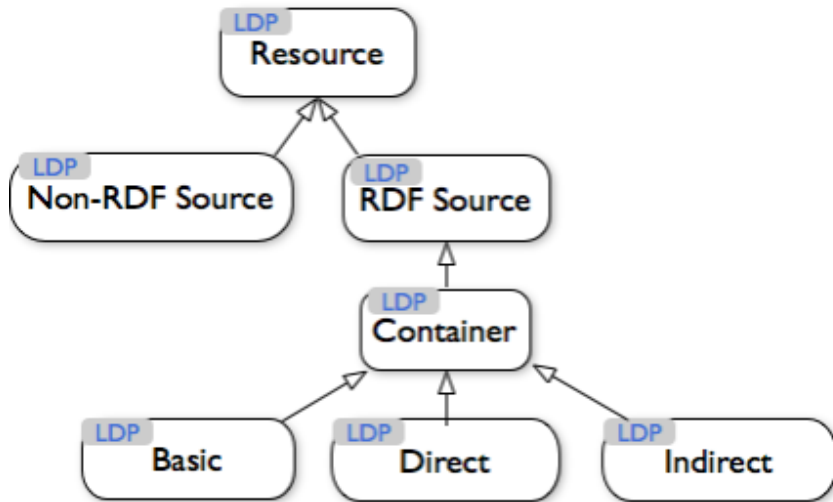 LDP
Resource
LDP
Non-RDF Source
LDP
RDF Source
LDP
Container
LDP
Basic
LDP
Direct
LDP
Indirect